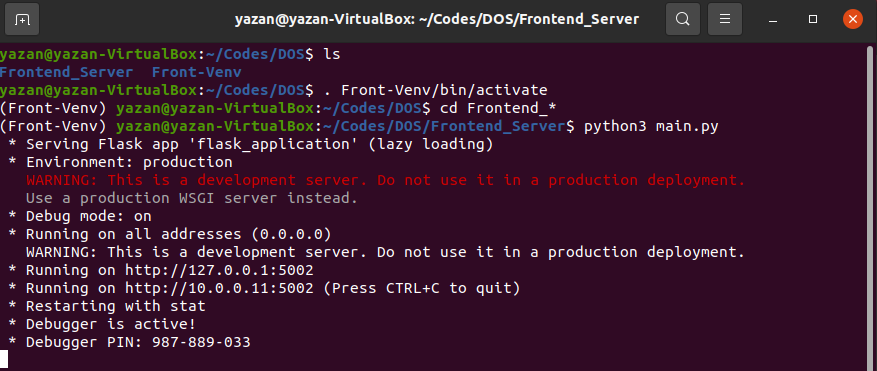 yazan@yazan-VirtualBox: ~/Codes/DOS/Frontend_Server
yazan@yazan-VirtualBox:~/Codes/DOS$ ls
Frontend_Server  Front-Venv
yazan@yazan-VirtualBox:~/Codes/DOS$ . Front-Venv/bin/activate
(Front-Venv) yazan@yazan-VirtualBox:~/Codes/DOS$ cd Frontend_*
(Front-Venv) yazan@yazan-VirtualBox:~/Codes/DOS/Frontend_Server$ python3 main.py
 * Serving Flask app 'flask_application' (lazy loading)
 * Environment: production
   WARNING: This is a development server. Do not use it in a production deployment.
   Use a production WSGI server instead.
 * Debug mode: on
 * Running on all addresses (0.0.0.0)
   WARNING: This is a development server. Do not use it in a production deployment.
 * Running on http://127.0.0.1:5002
 * Running on http://10.0.0.11:5002 (Press CTRL+C to quit)
 * Restarting with stat
 * Debugger is active!
 * Debugger PIN: 987-889-033